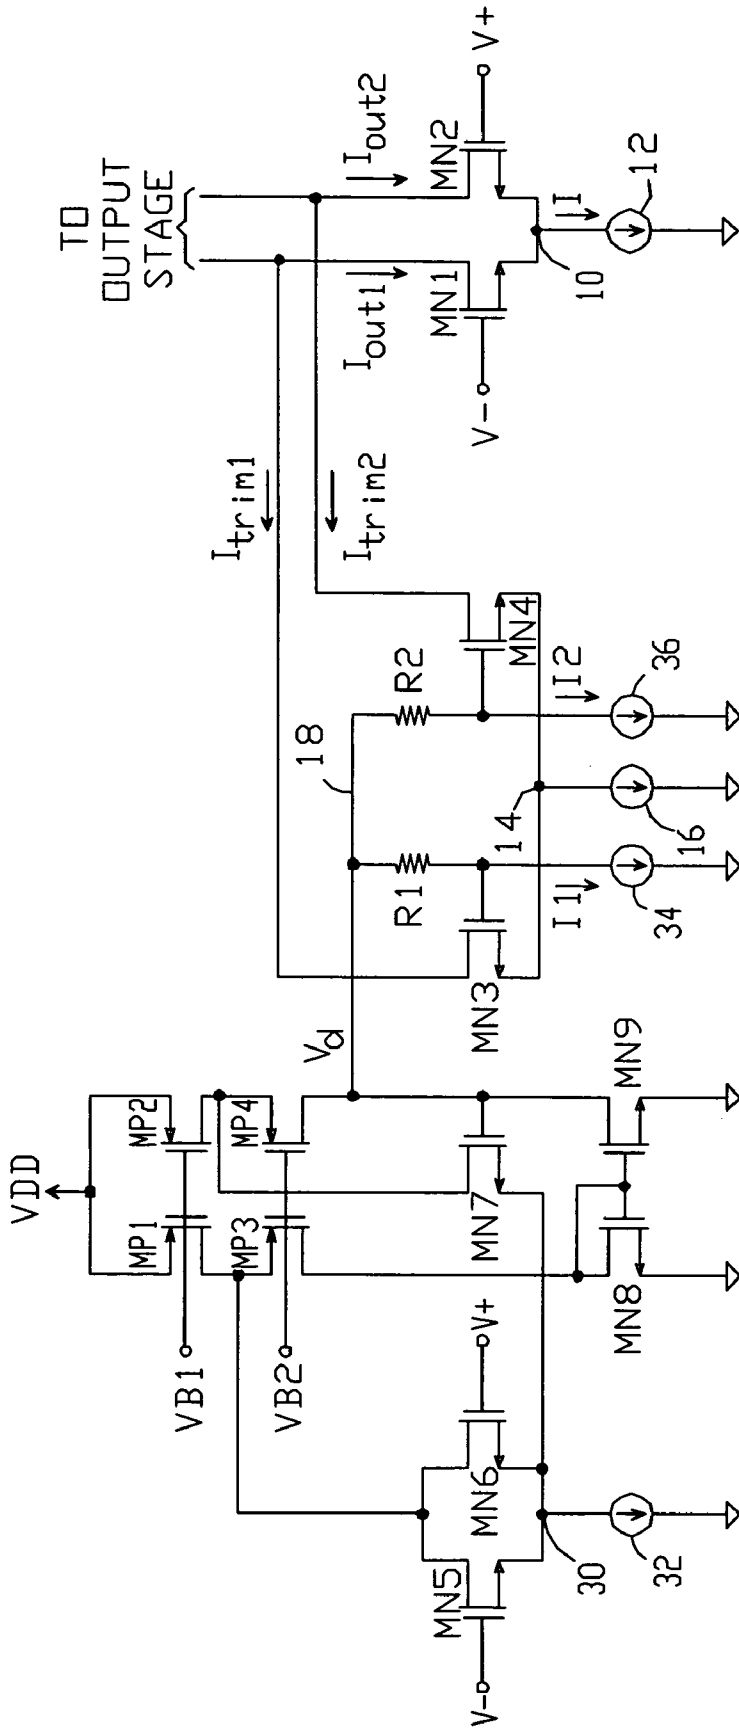 VDD
MP1
MP2
VB1
MP3
MP4
VB2
V-
MN5
MN6
V+
30
32
MN7
MN8
MN9
Vd
18
R1
R2
MN3
MN4
14
I1
I2
34
16
36
Itrim1
Itrim2
TO
OUTPUT
STAGE
Iout1
Iout2
MN1
MN2
V-
V+
10
I
12